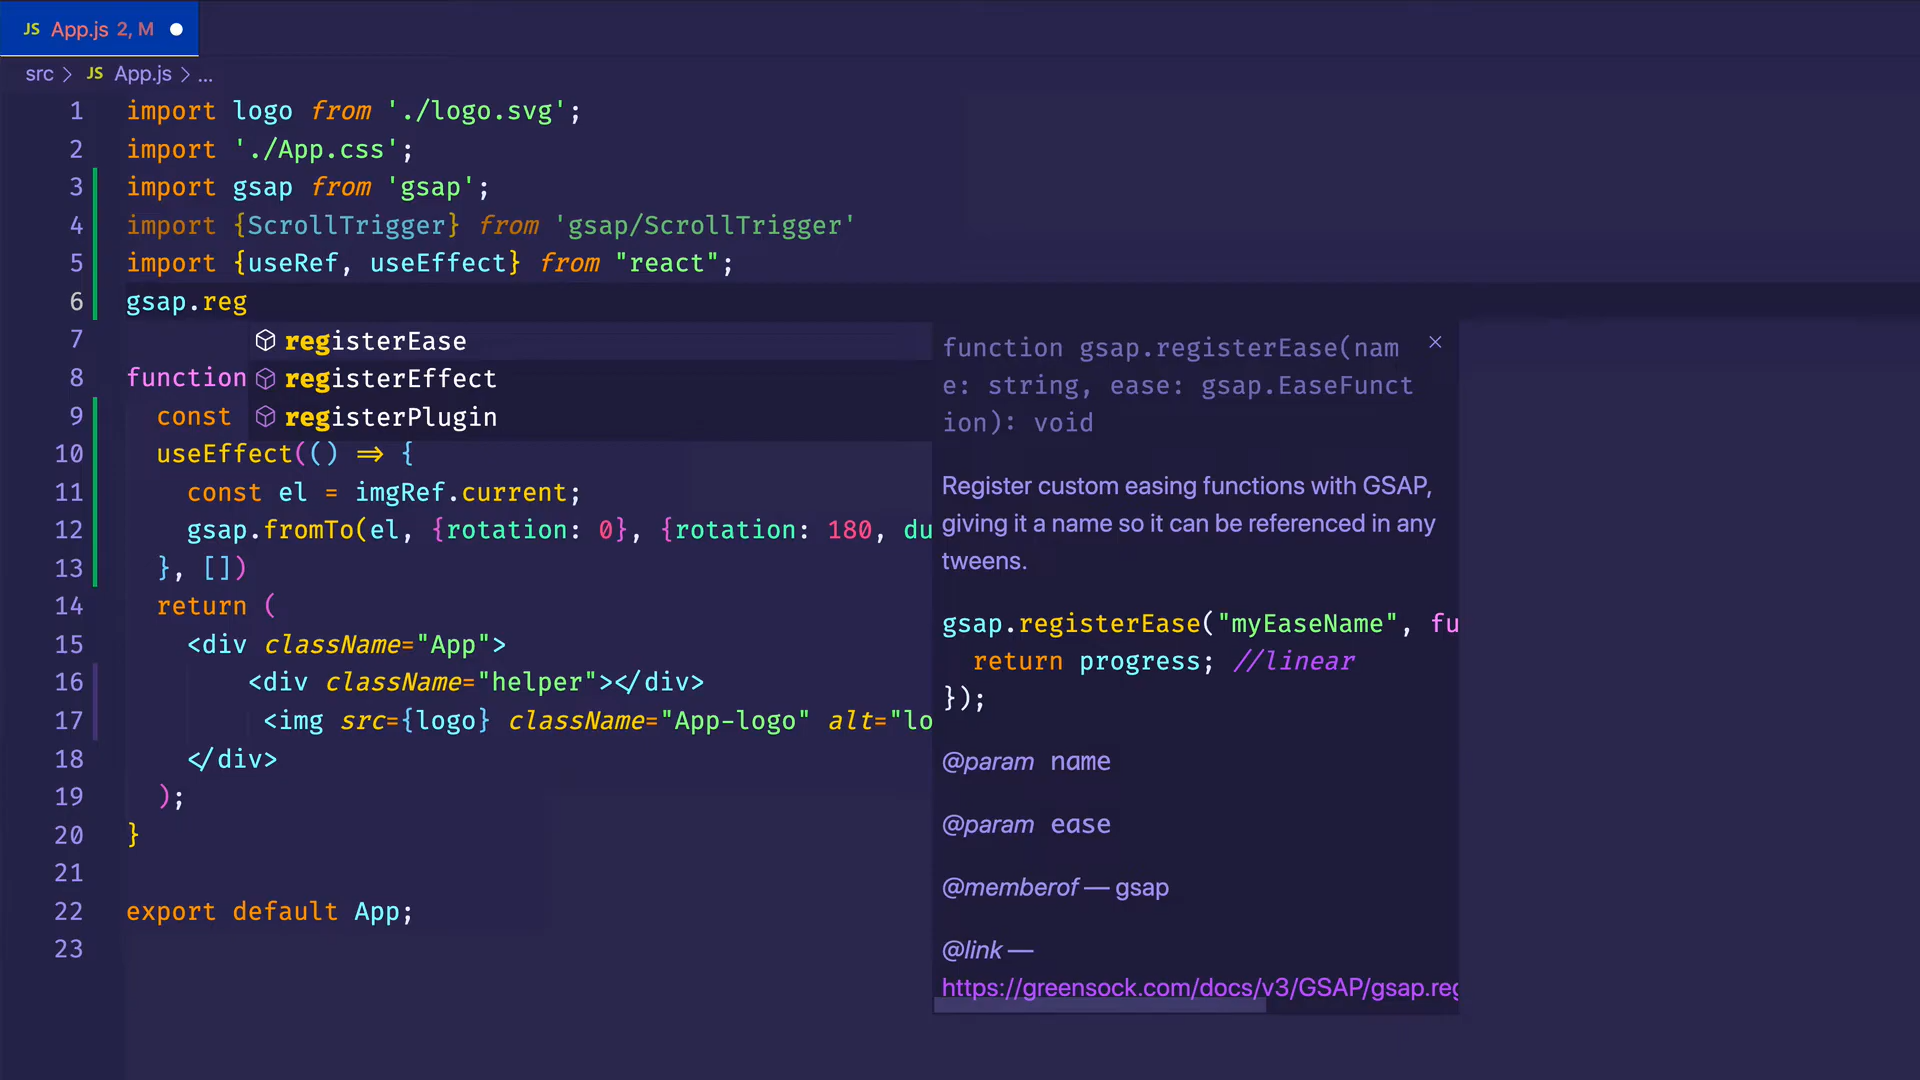 JS App.js 2, M
src > JS App.js > ...
1 import logo from './logo.svg';
2 import './App.css';
3 import gsap from 'gsap';
4 import {ScrollTrigger} from 'gsap/ScrollTrigger'
5 import {useRef, useEffect} from "react";
6 gsap.reg
7
registerEase
8 function
registerEffect
9 const
registerPlugin
10 useEffect(() => {
11 const el = imgRef.current;
12 gsap.fromTo(el, {rotation: 0}, {rotation: 180, du
13 }, [])
14 return (
15 <div className="App">
16 <div className="helper"></div>
17 <img src={logo} className="App-logo" alt="lo
18 </div>
19 );
20 }
21
22 export default App;
23
function gsap.registerEase(nam
e: string, ease: gsap.EaseFunct
ion): void
Register custom easing functions with GSAP,
giving it a name so it can be referenced in any
tweens.
gsap.registerEase("myEaseName", fu
return progress; //linear
});
@param name
@param ease
@memberof — gsap
@link —
https://greensock.com/docs/v3/GSAP/gsap.reg